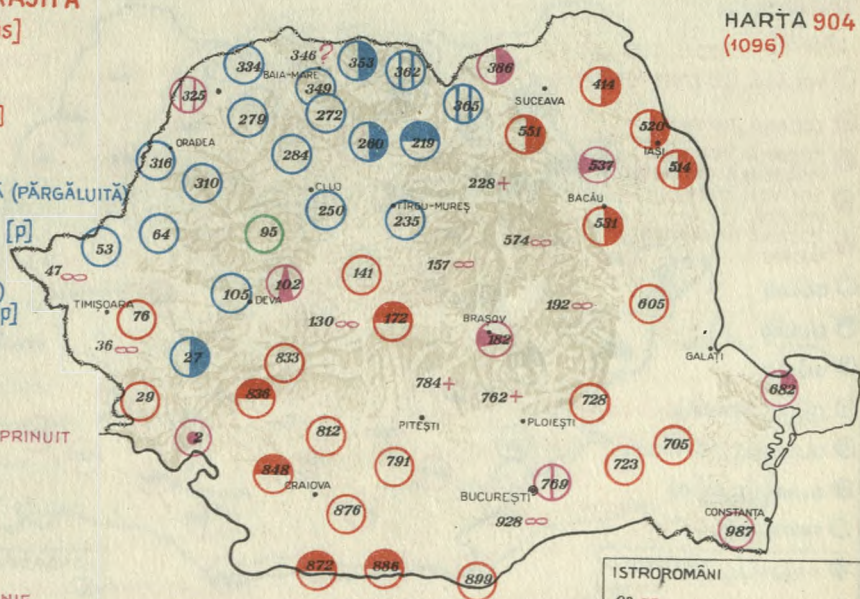 HARTA 904
(1096)
S]
]
Ă (PÂRGĂLUITĂ)
[p]
)
p]
PRINUIT
334
346 ?
353
362
386
BAIA-MARE
349
325
365
SUCEAVA
414
279
272
551
520
ORADEA
260
219
IAȘI
316
284
537
514
310
228 +
CLUJ
BACĂU
250
TÎRGU-MUREȘ
235
531
64
95
574 ∞
53
157 ∞
47 ∞
141
102
105
DEVA
192 ∞
605
TIMIȘOARA
76
130 ∞
172
BRAȘOV
182
36 ∞
27
833
GALAȚI
784 +
682
29
836
762 +
728
PITEȘTI
PLOIEȘTI
2
812
705
791
723
848
CRAIOVA
769
BUCUREȘTI
876
928 ∞
CONSTANȚA
987
872
886
899
ISTROROMÂNI